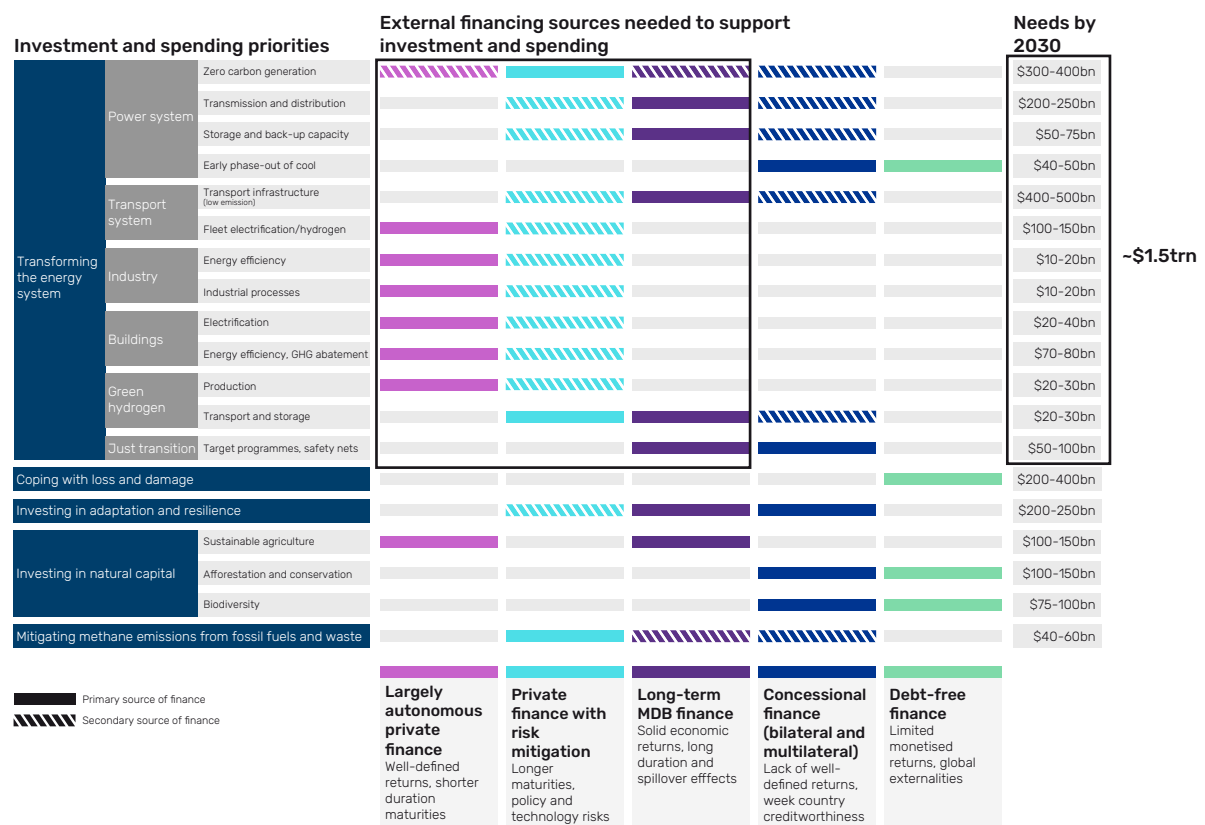 External financing sources needed to support
investment and spending
Needs by
2030
Investment and spending priorities
Transforming
the energy
system
Power system
Zero carbon generation
$300-400bn
Transmission and distribution
$200-250bn
Storage and back-up capacity
$50-75bn
Early phase-out of cool
$40-50bn
Transport
system
Transport infrastructure
(low emission)
$400-500bn
Fleet electrification/hydrogen
$100-150bn
Industry
Energy efficiency
$10-20bn
Industrial processes
$10-20bn
Buildings
Electrification
$20-40bn
Energy efficiency, GHG abatement
$70-80bn
Green
hydrogen
Production
$20-30bn
Transport and storage
$20-30bn
Just transition
Target programmes, safety nets
$50-100bn
~$1.5trn
Coping with loss and damage
$200-400bn
Investing in adaptation and resilience
$200-250bn
Investing in natural capital
Sustainable agriculture
$100-150bn
Afforestation and conservation
$100-150bn
Biodiversity
$75-100bn
Mitigating methane emissions from fossil fuels and waste
$40-60bn
Primary source of finance
Secondary source of finance
Largely
autonomous
private
finance
Well-defined
returns, shorter
duration
maturities
Private
finance with
risk
mitigation
Longer
maturities,
policy and
technology risks
Long-term
MDB finance
Solid economic
returns, long
duration and
spillover efffects
Concessional
finance
(bilateral and
multilateral)
Lack of well-
defined returns,
week country
creditworthiness
Debt-free
finance
Limited
monetised
returns, global
externalities